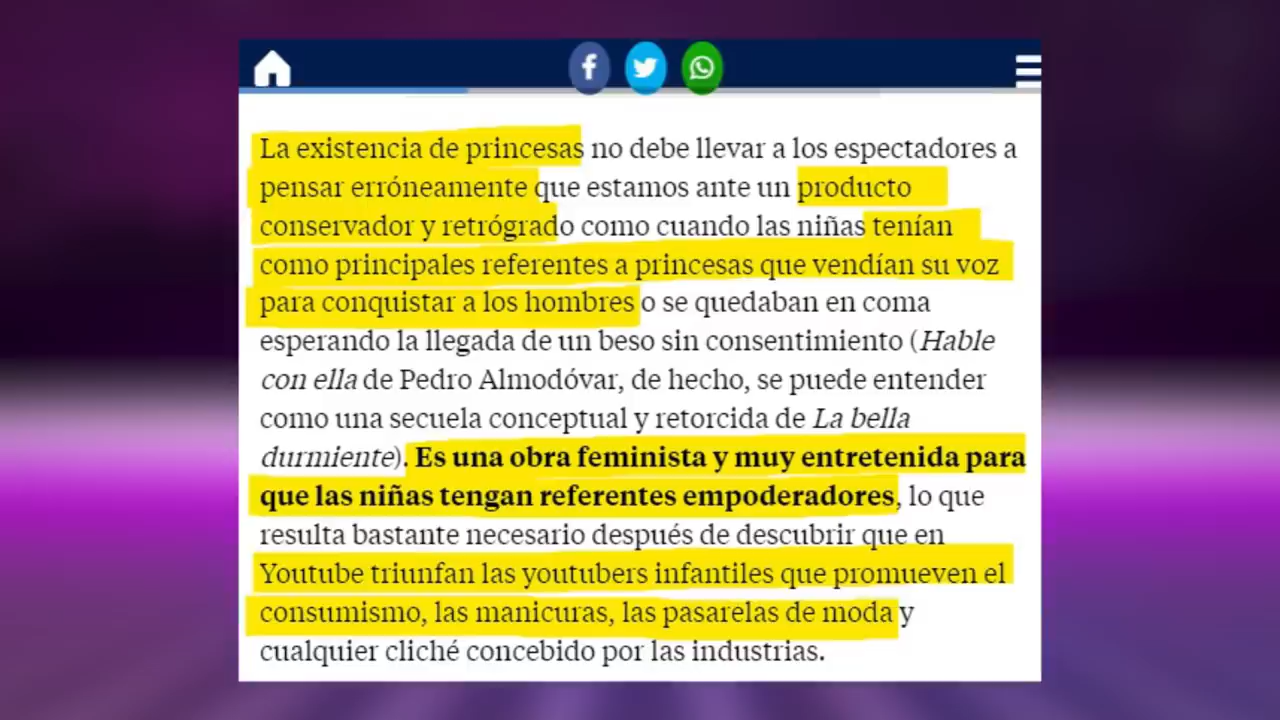 La existencia de princesas no debe llevar a los espectadores a
pensar erróneamente que estamos ante un producto
conservador y retrógrado como cuando las niñas tenían
como principales referentes a princesas que vendían su voz
para conquistar a los hombres o se quedaban en coma
esperando la llegada de un beso sin consentimiento (Hable
con ella de Pedro Almodóvar, de hecho, se puede entender
como una secuela conceptual y retorcida de La bella
durmiente). Es una obra feminista y muy entretenida para
que las niñas tengan referentes empoderadores, lo que
resulta bastante necesario después de descubrir que en
Youtube triunfan las youtubers infantiles que promueven el
consumismo, las manicuras, las pasarelas de moda y
cualquier cliché concebido por las industrias.